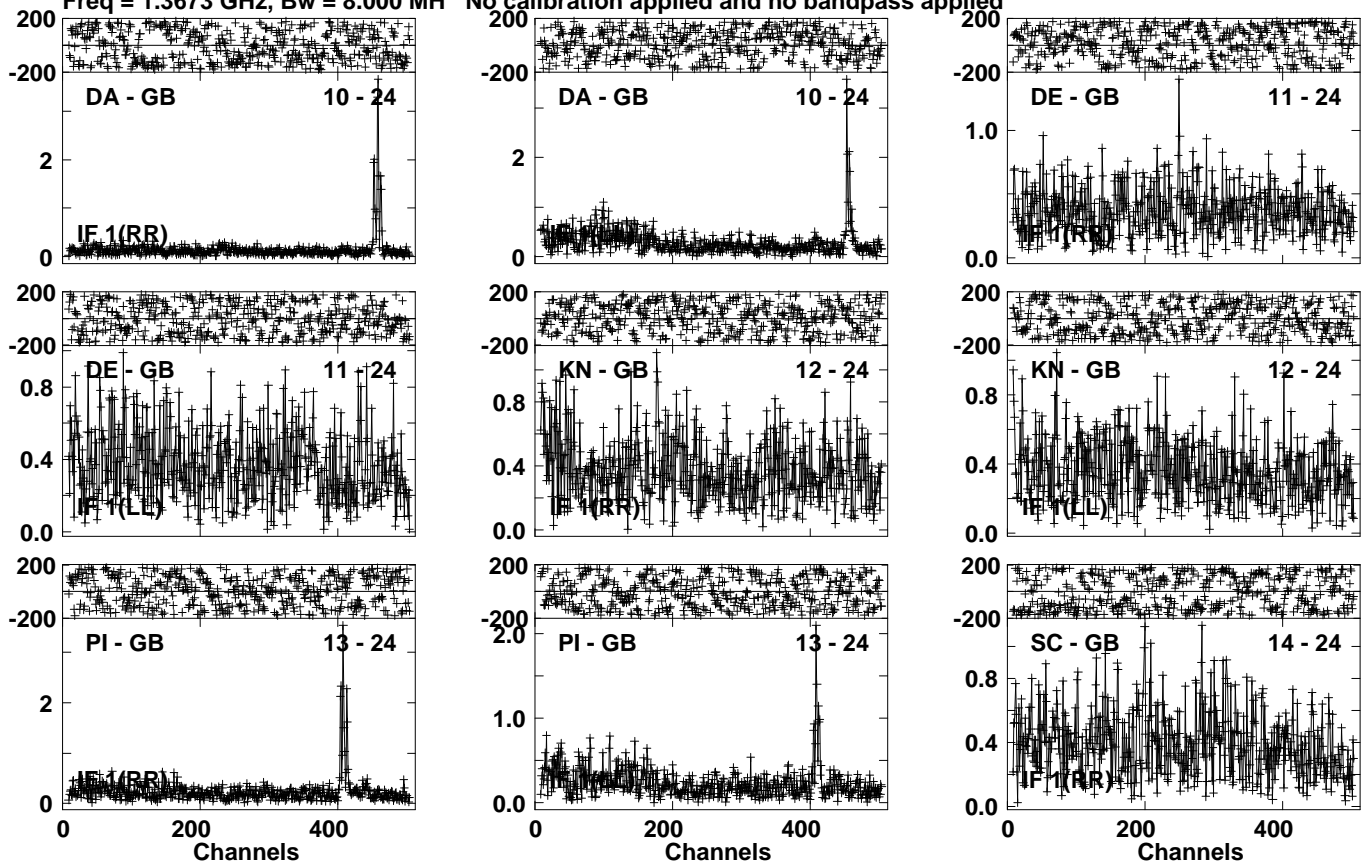 Freq = 1.3673 GHz, Bw = 8.000 MH No calibration applied and no bandpass applied
200 200 200
-200 -200 -200
DA - GB 10 - 24 DA - GB 10 - 24 DE - GB 11 - 24
2 2 1.0
IF 1(RR) IF 1(LL) IF 1(RR)
0 0 0.0
200 200 200
-200 -200 -200
DE - GB 11 - 24 KN - GB 12 - 24 KN - GB 12 - 24
0.8 0.8 0.8
0.4 0.4 0.4
IF 1(LL) IF 1(RR) IF 1(LL)
0.0 0.0 0.0
200 200 200
-200 -200 -200
PI - GB 13 - 24 PI - GB 13 - 24 SC - GB 14 - 24
2 2.0 0.8
1.0 0.4
IF 1(RR) IF 1(LL) IF 1(RR)
0 0.0 0.0
0 200 400 0 200 400 0 200 400
Channels Channels Channels